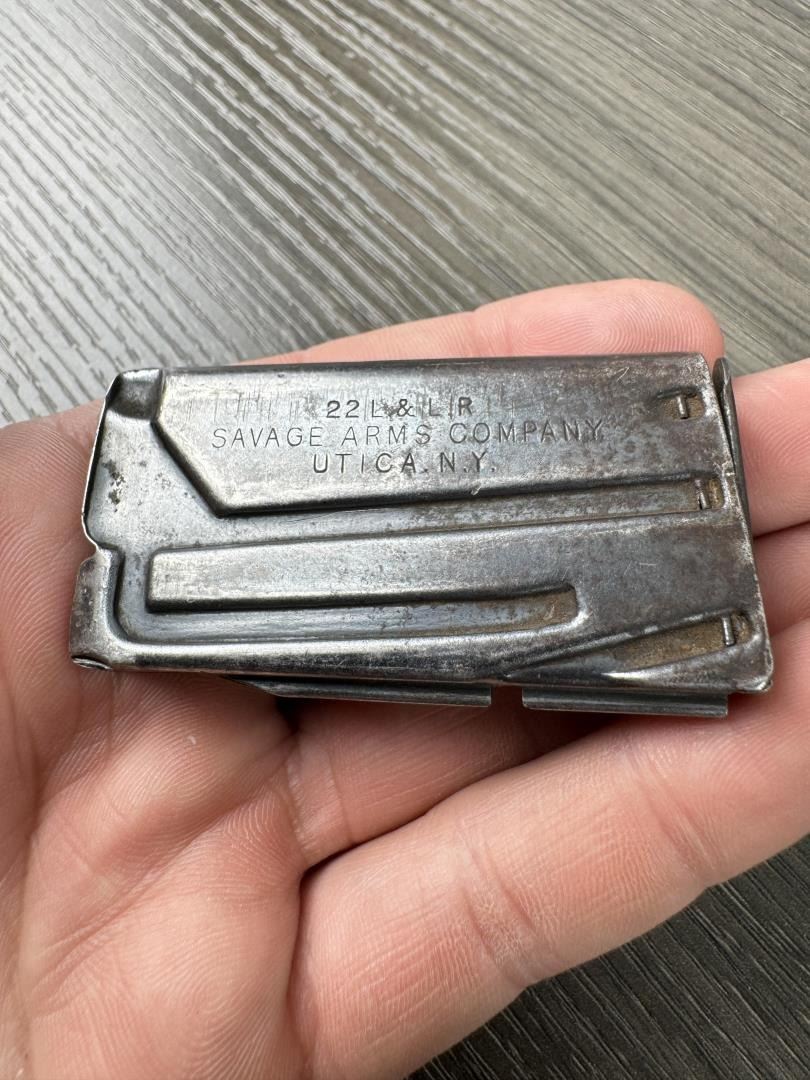 22 L & L R
SAVAGE ARMS COMPANY
UTICA. N.Y.